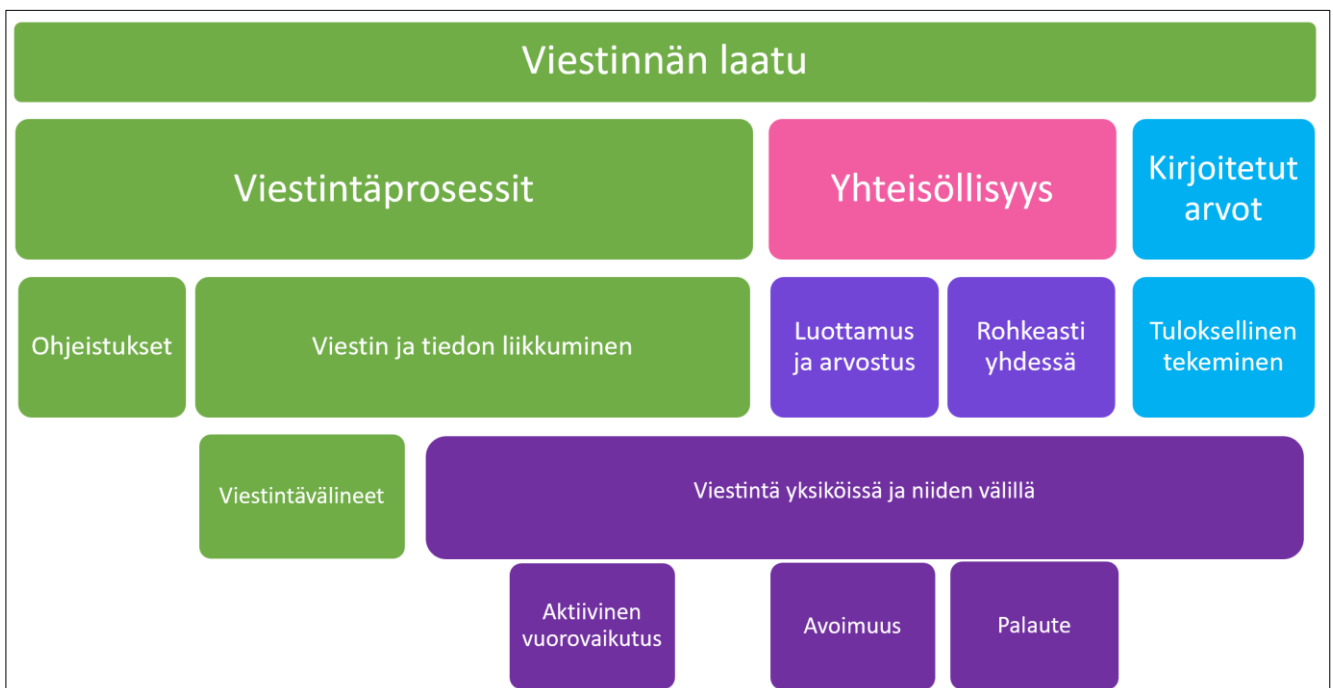 Viestinnän laatu
Viestintäprosessit
Yhteisöllisyys
Kirjoitetut
arvot
Ohjeistukset
Viestin ja tiedon liikkuminen
Luottamus
ja arvostus
Rohkeasti
yhdessä
Tuloksellinen
tekeminen
Viestintävälineet
Viestintä yksiköissä ja niiden välillä
Aktiivinen
vuorovaikutus
Avoimuus
Palaute